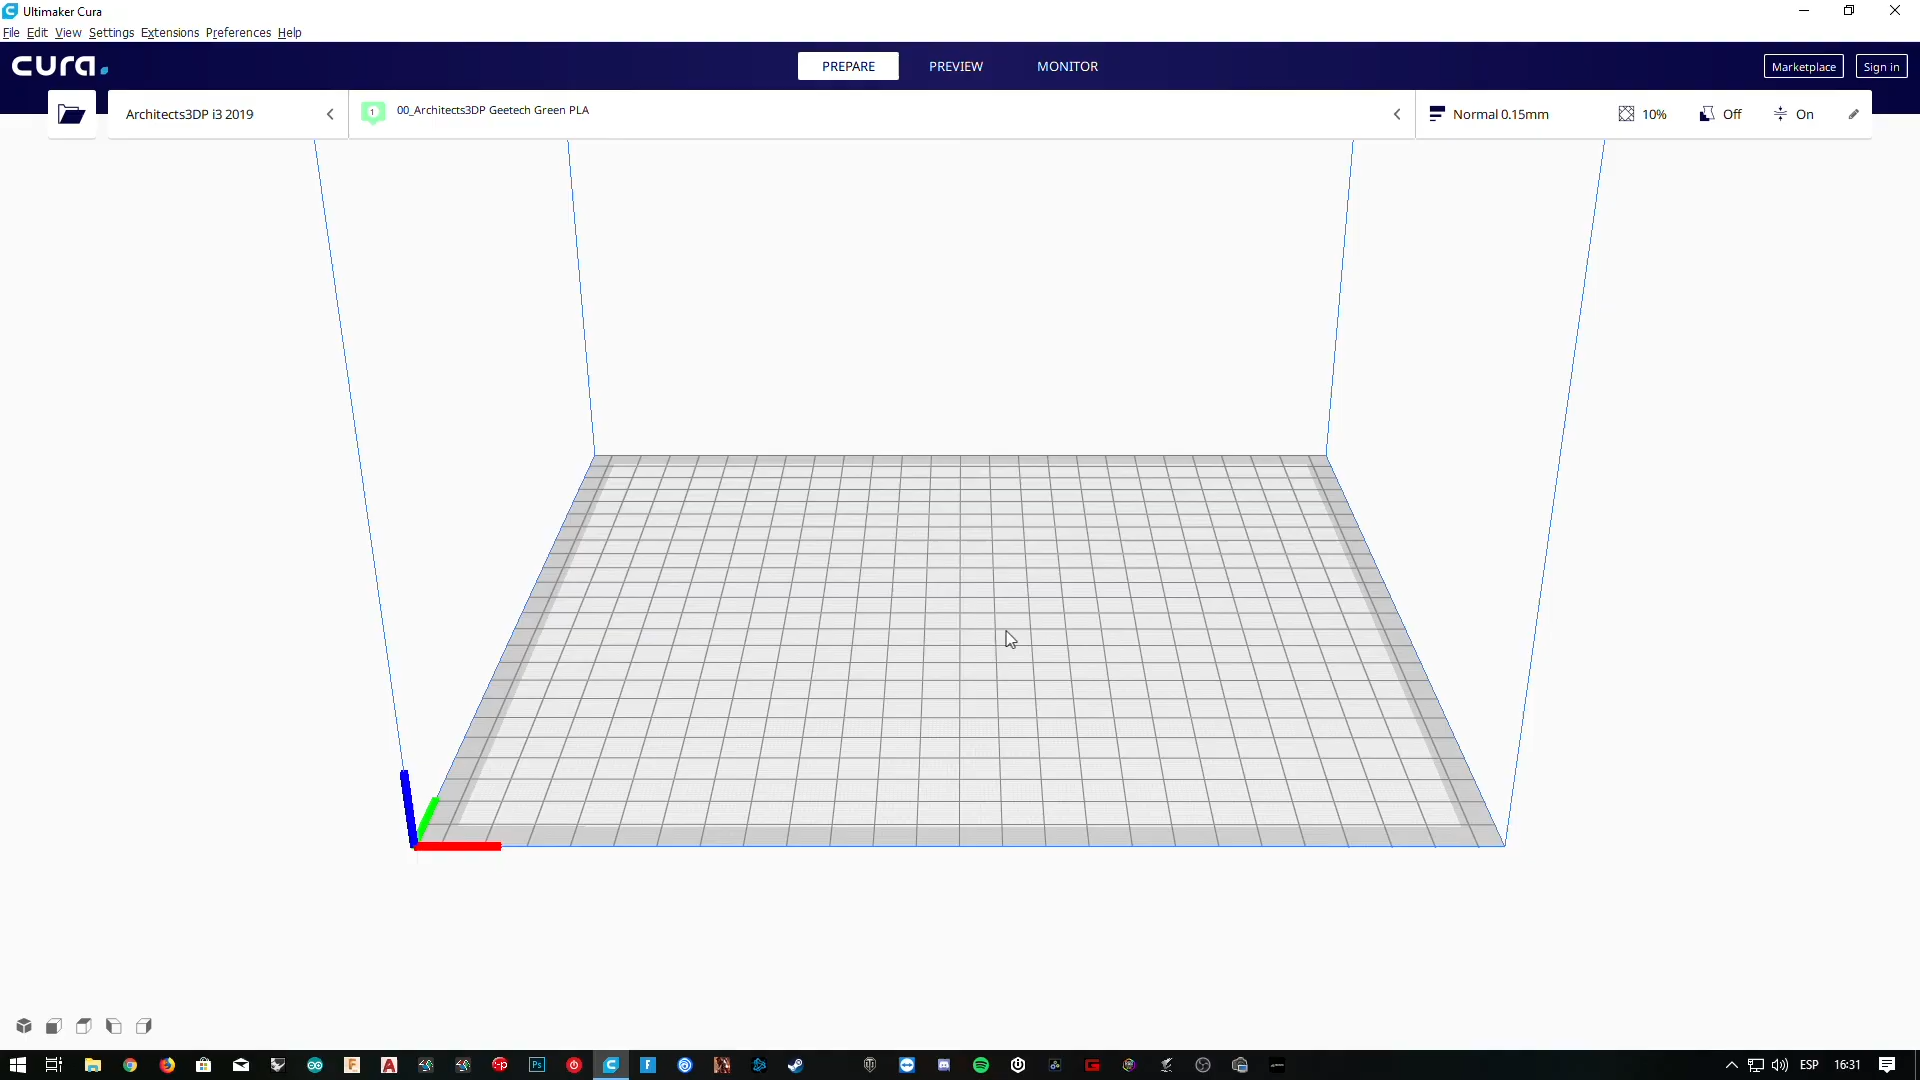 Ultimaker Cura
File Edit View Settings Extensions Preferences Help
cura.
PREPARE PREVIEW MONITOR
Marketplace Sign in
Architects3DP i3 2019
1 00_Architects3DP Geetech Green PLA
Normal 0.15mm 10% Off On
ESP 16:31